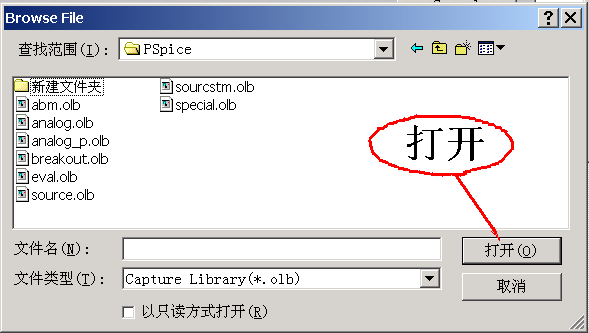 Browse File
查找范围(I): PSpice
新建文件夹
abm.olb
analog.olb
analog_p.olb
breakout.olb
eval.olb
source.olb
sourcstm.olb
special.olb
打开
文件名(N):
打开(O)
文件类型(T): Capture Library(*.olb)
取消
以只读方式打开(R)